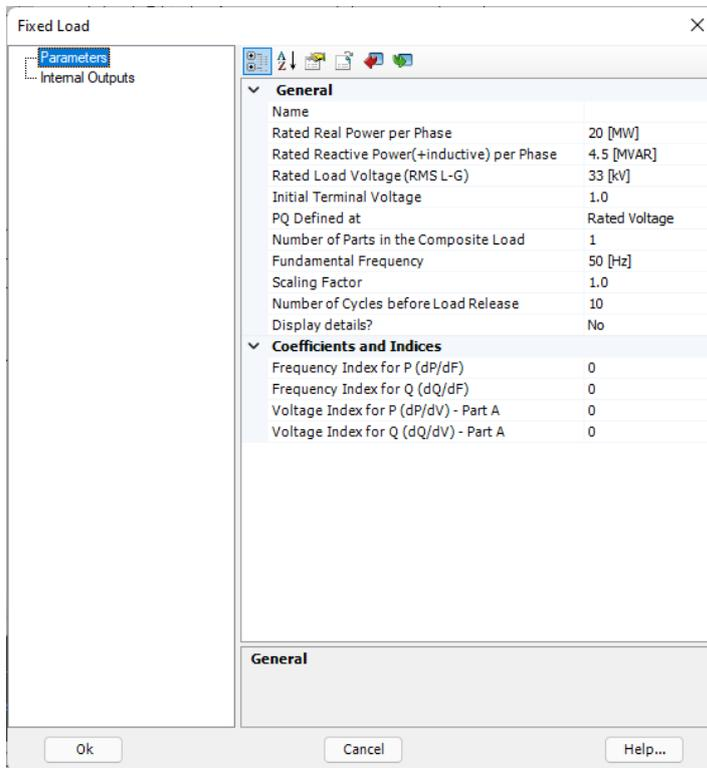 Fixed Load
Parameters
Internal Outputs
General
Name
Rated Real Power per Phase 20 [MW]
Rated Reactive Power(+inductive) per Phase 4.5 [MVAR]
Rated Load Voltage (RMS L-G) 33 [kV]
Initial Terminal Voltage 1.0
PQ Defined at Rated Voltage
Number of Parts in the Composite Load 1
Fundamental Frequency 50 [Hz]
Scaling Factor 1.0
Number of Cycles before Load Release 10
Display details? No
Coefficients and Indices
Frequency Index for P (dP/dF) 0
Frequency Index for Q (dQ/dF) 0
Voltage Index for P (dP/dV) - Part A 0
Voltage Index for Q (dQ/dV) - Part A 0
General
Ok Cancel Help...